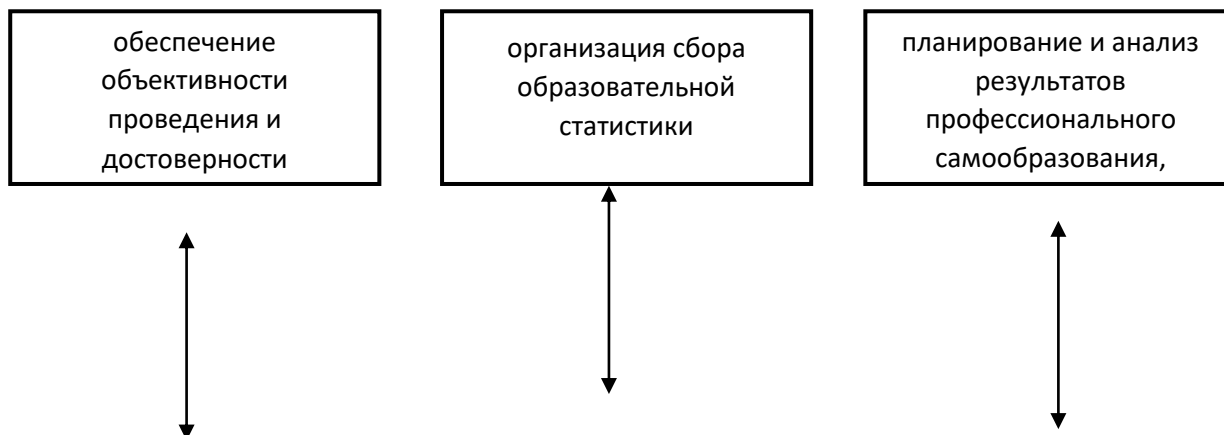 обеспечение
объективности
проведения и
достоверности
организация сбора
образовательной
статистики
планирование и анализ
результатов
профессионального
самообразования,